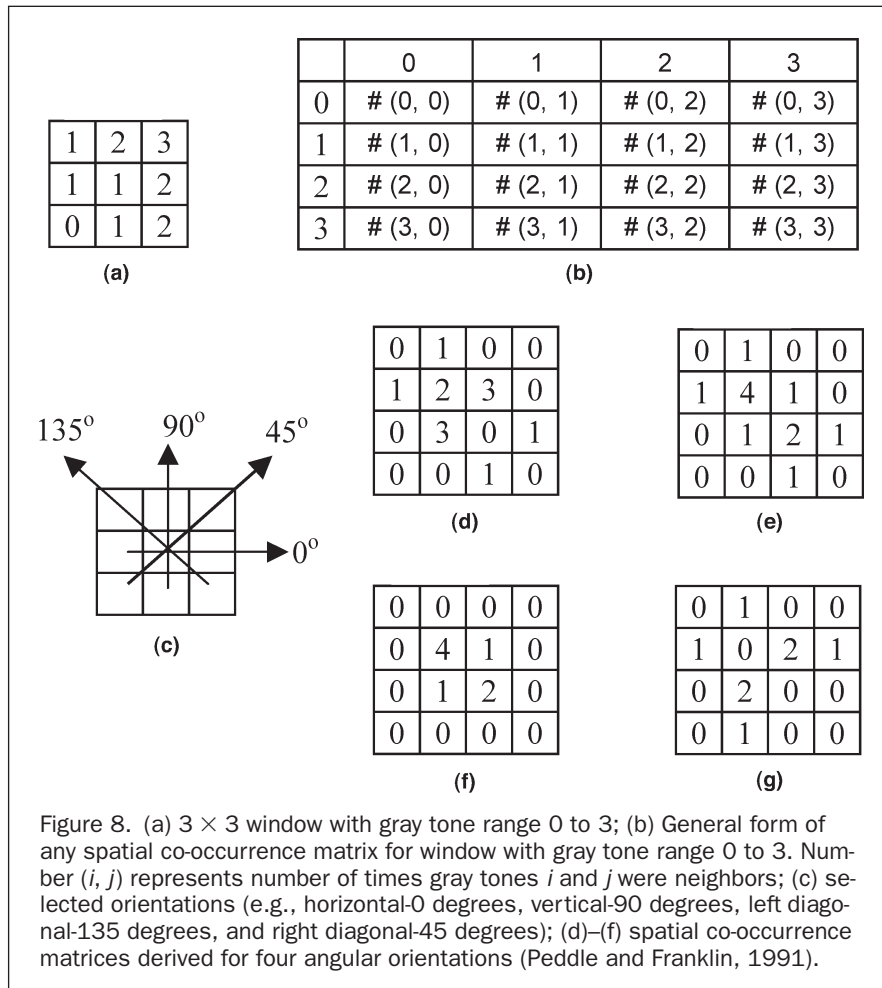 0 1 2 3
0 # (0, 0) # (0, 1) # (0, 2) # (0, 3)
1 # (1, 0) # (1, 1) # (1, 2) # (1, 3)
2 # (2, 0) # (2, 1) # (2, 2) # (2, 3)
3 # (3, 0) # (3, 1) # (3, 2) # (3, 3)
(b)
1 2 3
1 1 2
0 1 2
(a)
135° 90° 45°
0°
(c)
0 1 0 0
1 2 3 0
0 3 0 1
0 0 1 0
(d)
0 1 0 0
1 4 1 0
0 1 2 1
0 0 1 0
(e)
0 0 0 0
0 4 1 0
0 1 2 0
0 0 0 0
(f)
0 1 0 0
1 0 2 1
0 2 0 0
0 1 0 0
(g)
Figure 8. (a) 3 × 3 window with gray tone range 0 to 3; (b) General form of
any spatial co-occurrence matrix for window with gray tone range 0 to 3. Num-
ber (i, j) represents number of times gray tones i and j were neighbors; (c) se-
lected orientations (e.g., horizontal-0 degrees, vertical-90 degrees, left diago-
nal-135 degrees, and right diagonal-45 degrees); (d)–(f) spatial co-occurrence
matrices derived for four angular orientations (Peddle and Franklin, 1991).